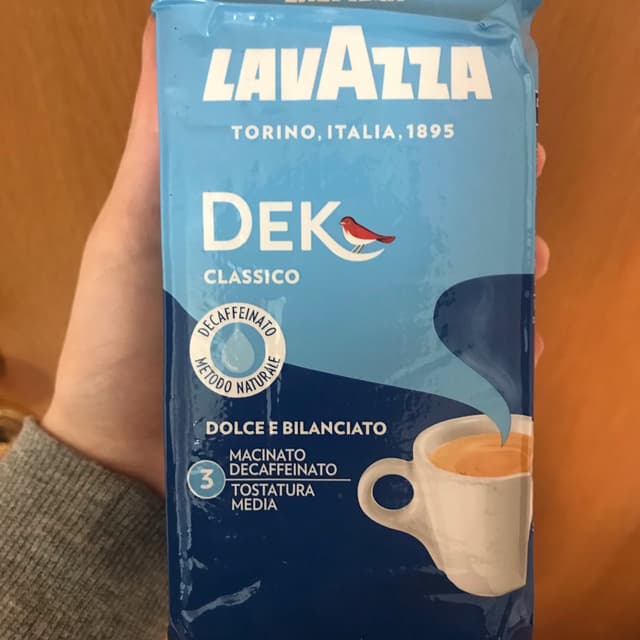 LAVAZZA
TORINO, ITALIA, 1895
DEK
CLASSICO
DECAFFEINATO
METODO NATURALE
DOLCE E BILANCIATO
3
MACINATO
DECAFFEINATO
TOSTATURA
MEDIA